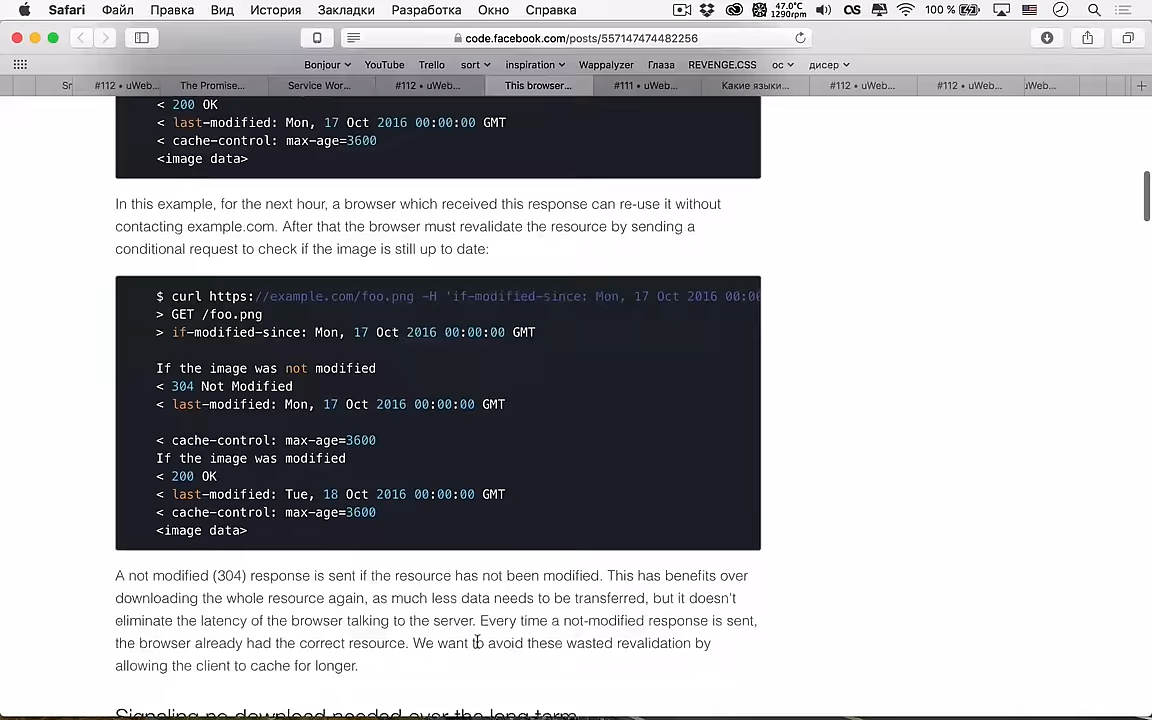 Safari Файл Правка Вид История Закладки Разработка Окно Справка 47.0°C 1290rpm 100 %
code.facebook.com/posts/557147474482256
Bonjour YouTube Trello sort inspiration Wappalyzer Глаза REVENGE.CSS ос дисер
Sr #112 • uWeb... The Promise... Service Wor... #112 • uWeb... This browser... #111 • uWeb... Какие языки... #112 • uWeb... #112 • uWeb... uWeb...
< 200 OK
< last-modified: Mon, 17 Oct 2016 00:00:00 GMT
< cache-control: max-age=3600
<image data>
In this example, for the next hour, a browser which received this response can re-use it without
contacting example.com. After that the browser must revalidate the resource by sending a
conditional request to check if the image is still up to date:
$ curl https://example.com/foo.png -H 'if-modified-since: Mon, 17 Oct 2016 00:00
> GET /foo.png
> if-modified-since: Mon, 17 Oct 2016 00:00:00 GMT
If the image was not modified
< 304 Not Modified
< last-modified: Mon, 17 Oct 2016 00:00:00 GMT
< cache-control: max-age=3600
If the image was modified
< 200 OK
< last-modified: Tue, 18 Oct 2016 00:00:00 GMT
< cache-control: max-age=3600
<image data>
A not modified (304) response is sent if the resource has not been modified. This has benefits over
downloading the whole resource again, as much less data needs to be transferred, but it doesn't
eliminate the latency of the browser talking to the server. Every time a not-modified response is sent,
the browser already had the correct resource. We want to avoid these wasted revalidation by
allowing the client to cache for longer.
Signaling no download needed over the long term